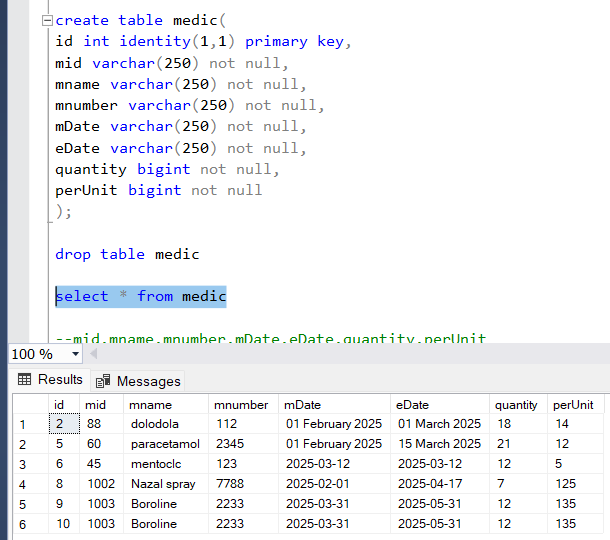 create table medic(
id int identity(1,1) primary key,
mid varchar(250) not null,
mname varchar(250) not null,
mnumber varchar(250) not null,
mDate varchar(250) not null,
eDate varchar(250) not null,
quantity bigint not null,
perUnit bigint not null
);
drop table medic
select * from medic
--mid,mname,mnumber,mDate,eDate,quantity,perUnit
100 %
Results Messages
id mid mname mnumber mDate eDate quantity perUnit
1 2 88 dolodola 112 01 February 2025 01 March 2025 18 14
2 5 60 paracetamol 2345 01 February 2025 15 March 2025 21 12
3 6 45 mentoclc 123 2025-03-12 2025-03-12 12 5
4 8 1002 Nazal spray 7788 2025-02-01 2025-04-17 7 125
5 9 1003 Boroline 2233 2025-03-31 2025-05-31 12 135
6 10 1003 Boroline 2233 2025-03-31 2025-05-31 12 135